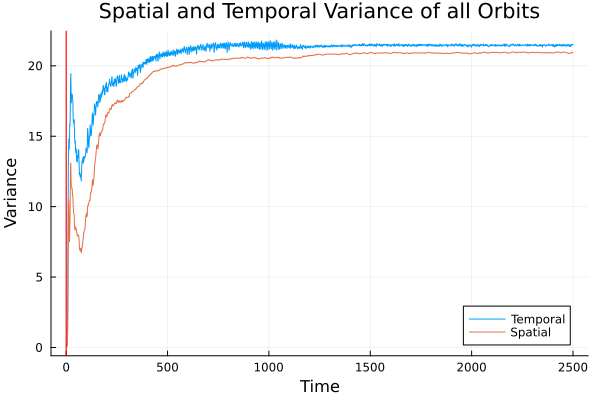 Spatial and Temporal Variance of all Orbits
Variance
20
15
10
5
0
0 500 1000 1500 2000 2500
Time
Temporal
Spatial